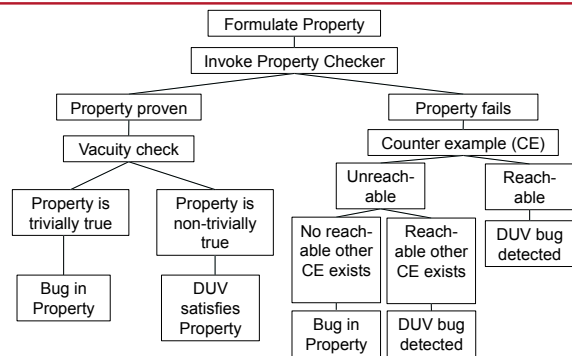 Formulate Property
Invoke Property Checker
Property proven
Property fails
Vacuity check
Counter example (CE)
Property is
trivially true
Property is
non-trivially
true
Unreach-
able
Reach-
able
No reach-
able other
CE exists
Reach-
able other
CE exists
DUV bug
detected
Bug in
Property
DUV
satisfies
Property
Bug in
Property
DUV bug
detected